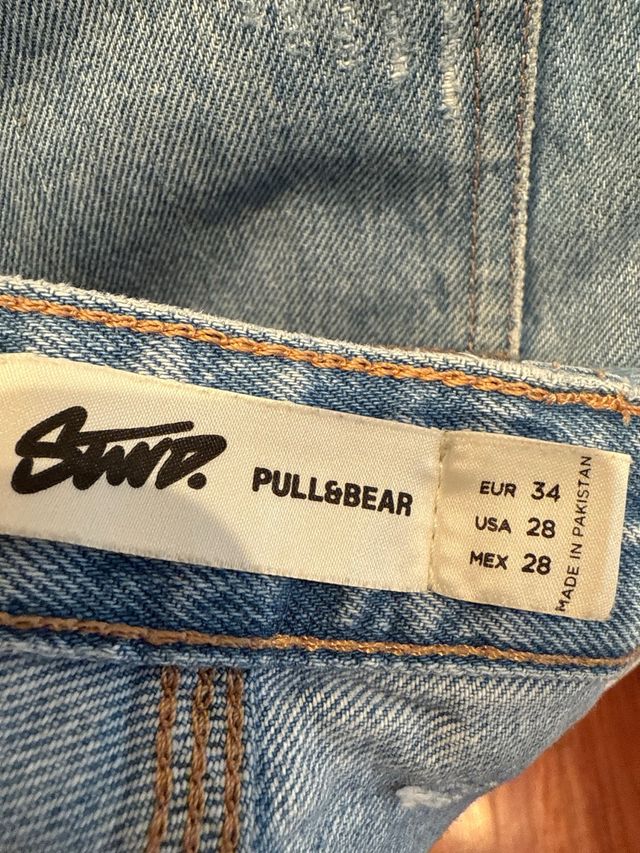 STWD.
PULL&BEAR
EUR 34
USA 28
MEX 28
MADE IN PAKISTAN